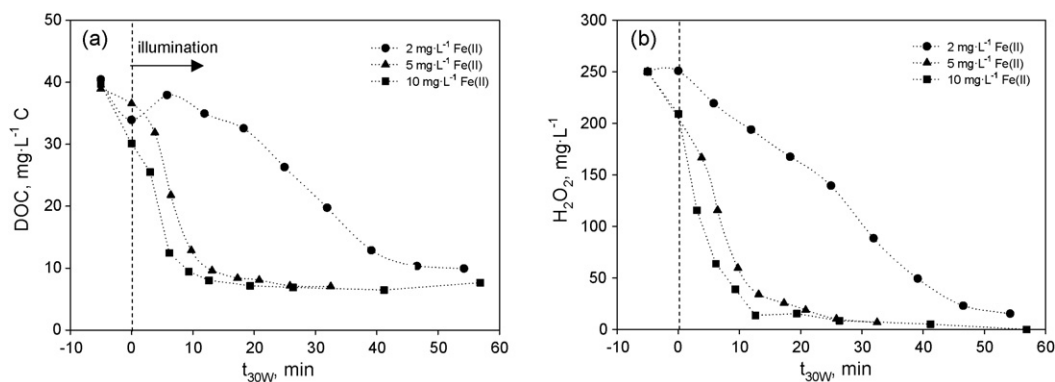 (a)
illumination
2 mg·L⁻¹ Fe(II)
5 mg·L⁻¹ Fe(II)
10 mg·L⁻¹ Fe(II)
DOC, mg·L⁻¹ C
50
40
30
20
10
0
-10 0 10 20 30 40 50 60
t30W, min
(b)
2 mg·L⁻¹ Fe(II)
5 mg·L⁻¹ Fe(II)
10 mg·L⁻¹ Fe(II)
H₂O₂, mg·L⁻¹
300
250
200
150
100
50
0
-10 0 10 20 30 40 50 60
t30W, min